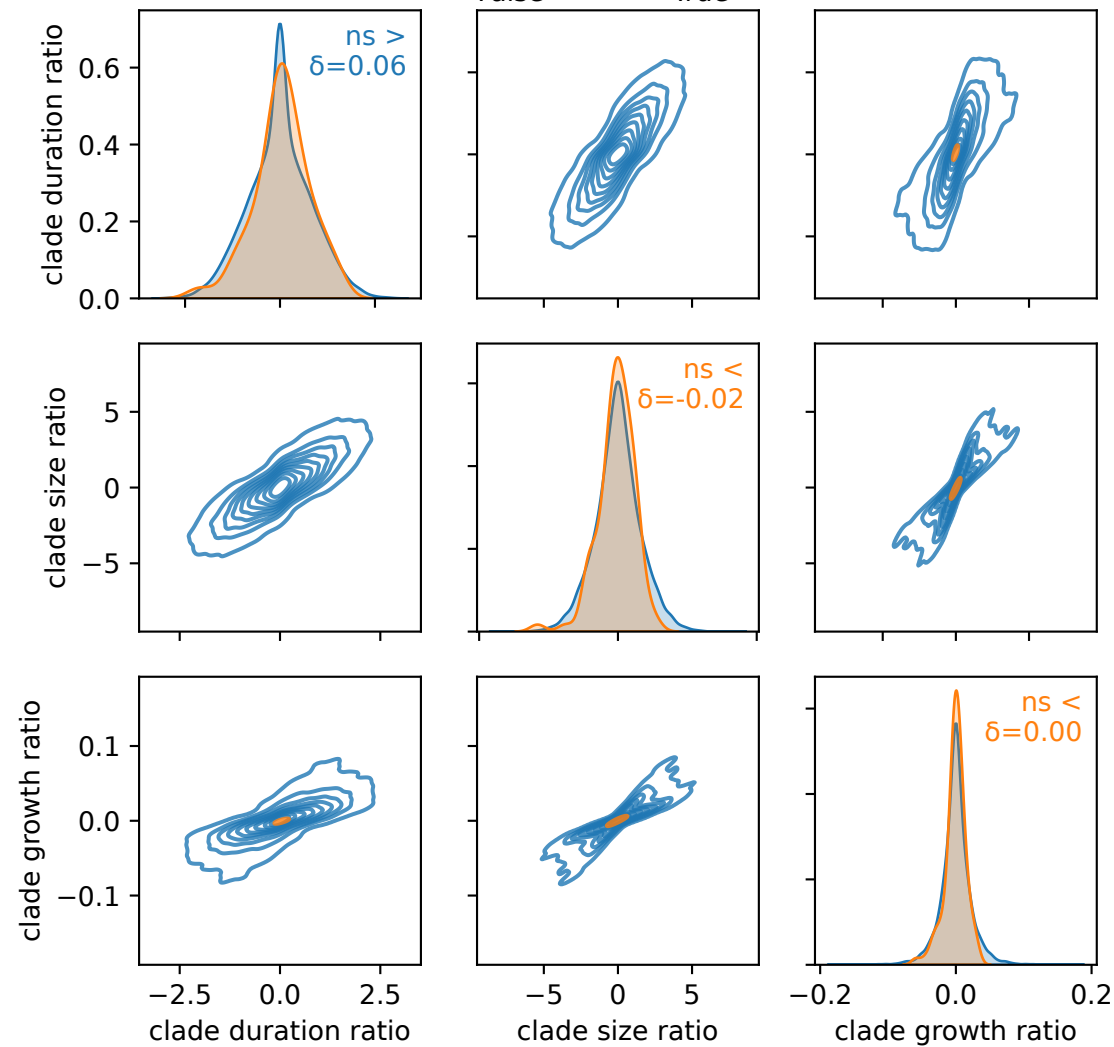 clade duration ratio
0.6
0.4
0.2
0.0
ns >
δ=0.06
clade size ratio
5
0
−5
ns <
δ=-0.02
clade growth ratio
0.1
0.0
−0.1
ns <
δ=0.00
−2.5 0.0 2.5
−5 0 5
−0.2 0.0 0.2
clade duration ratio
clade size ratio
clade growth ratio